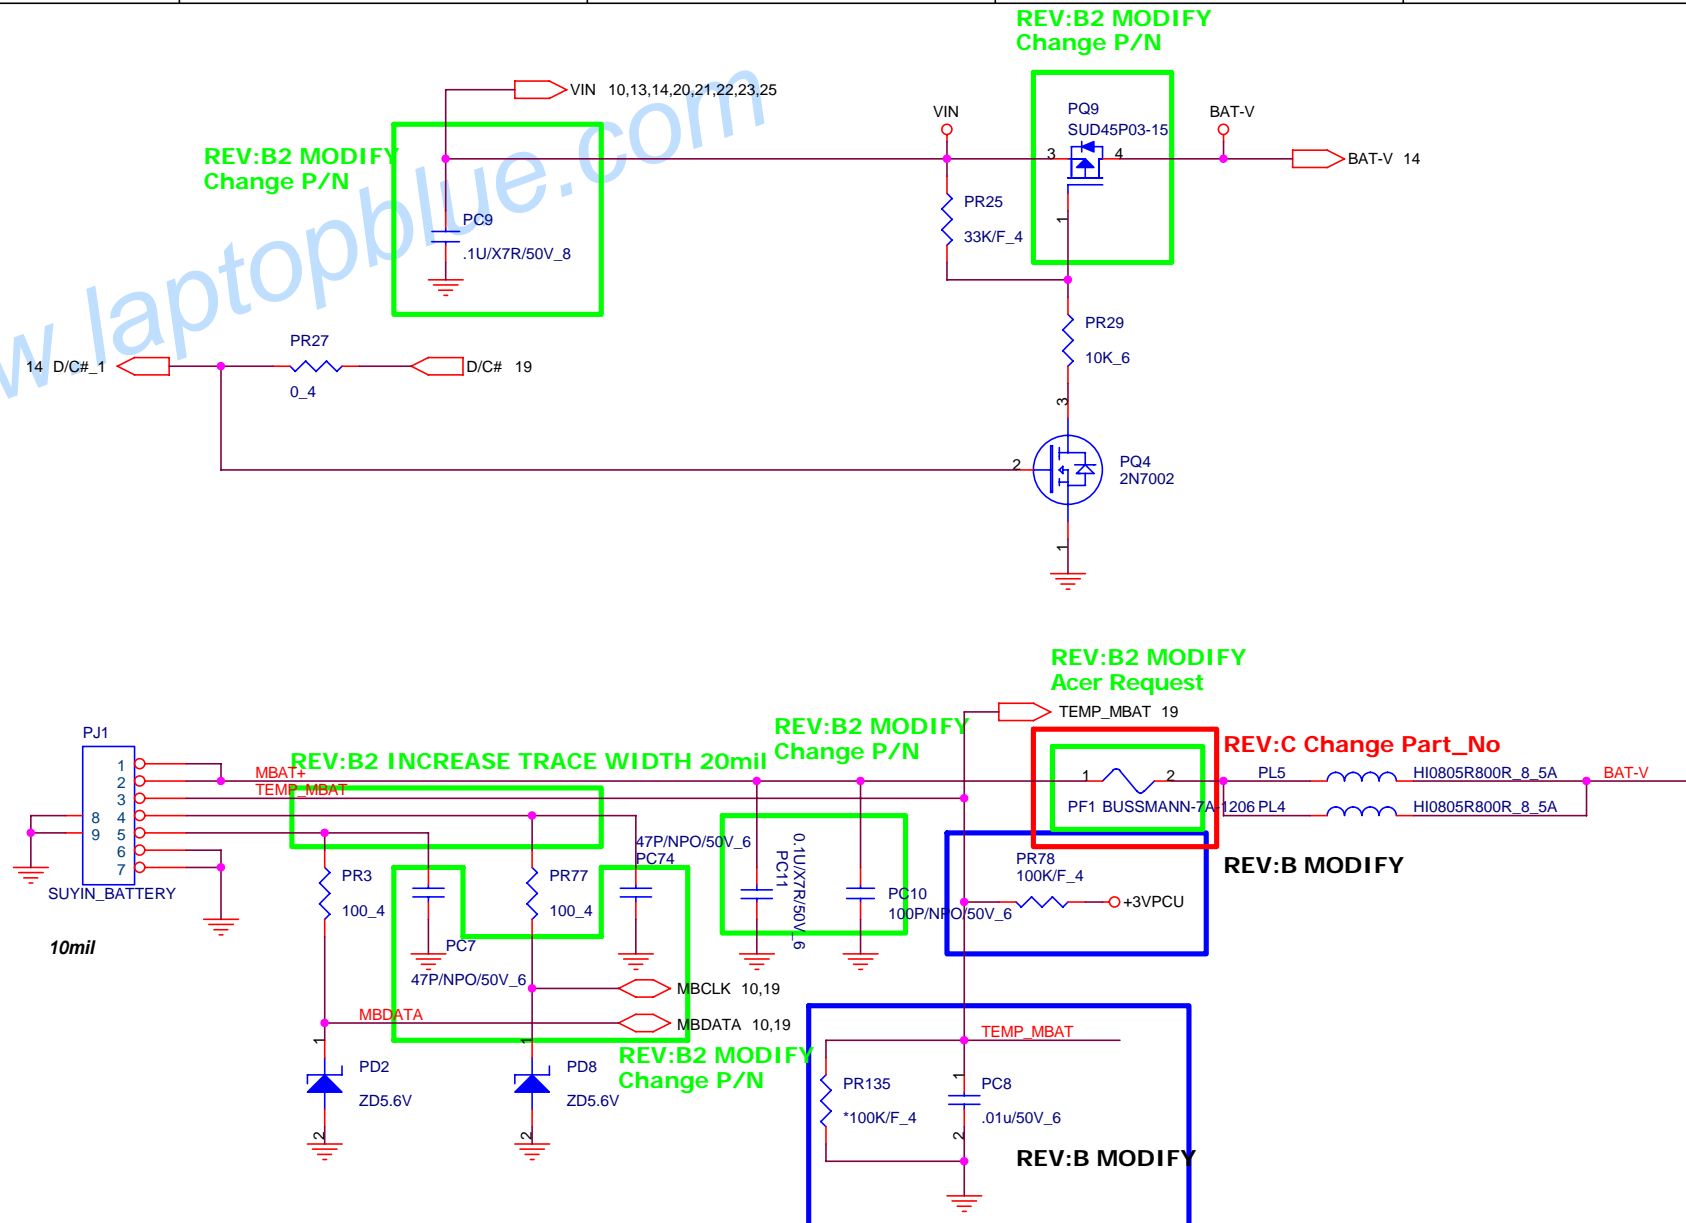 REV:B2 MODIFY
Change P/N
VIN 10,13,14,20,21,22,23,25
REV:B2 MODIFY
Change P/N
PC9
.1U/X7R/50V_8
VIN
PR25
33K/F_4
PQ9
SUD45P03-15
3
4
1
BAT-V
BAT-V 14
PR29
10K_6
14 D/C#_1
PR27
0_4
D/C# 19
3
2
PQ4
2N7002
1
w.laptopblue.com
REV:B2 MODIFY
Acer Request
TEMP_MBAT 19
REV:B2 MODIFY
Change P/N
REV:C Change Part_No
PJ1
1
2
3
4
5
6
7
8
9
SUYIN_BATTERY
10mil
REV:B2 INCREASE TRACE WIDTH 20mil
MBAT+
TEMP_MBAT
1
2
PF1 BUSSMANN-7A-1206
PL5
HI0805R800R_8_5A
BAT-V
PL4
HI0805R800R_8_5A
47P/NPO/50V_6
PC74
PR3
100_4
PR77
100_4
PC7
47P/NPO/50V_6
0.1U/X7R/50V_6
PC11
PC10
100P/NPO/50V_6
PR78
100K/F_4
+3VPCU
REV:B MODIFY
MBCLK 10,19
MBDATA
MBDATA 10,19
REV:B2 MODIFY
Change P/N
1
PD2
ZD5.6V
2
1
PD8
ZD5.6V
2
TEMP_MBAT
PR135
*100K/F_4
1
PC8
.01u/50V_6
2
REV:B MODIFY